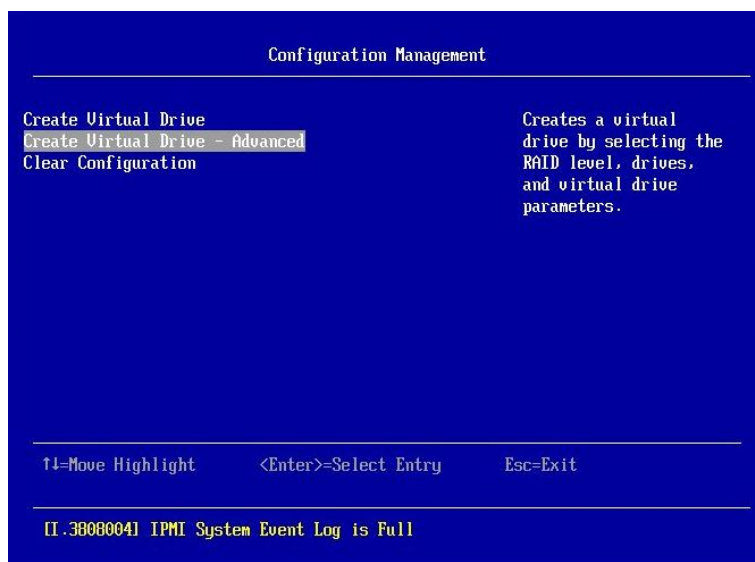 Configuration Management
Create Virtual Drive
Create Virtual Drive - Advanced
Clear Configuration
Creates a virtual
drive by selecting the
RAID level, drives,
and virtual drive
parameters.
↑↓=Move Highlight <Enter>=Select Entry Esc=Exit
[I.3808004] IPMI System Event Log is Full